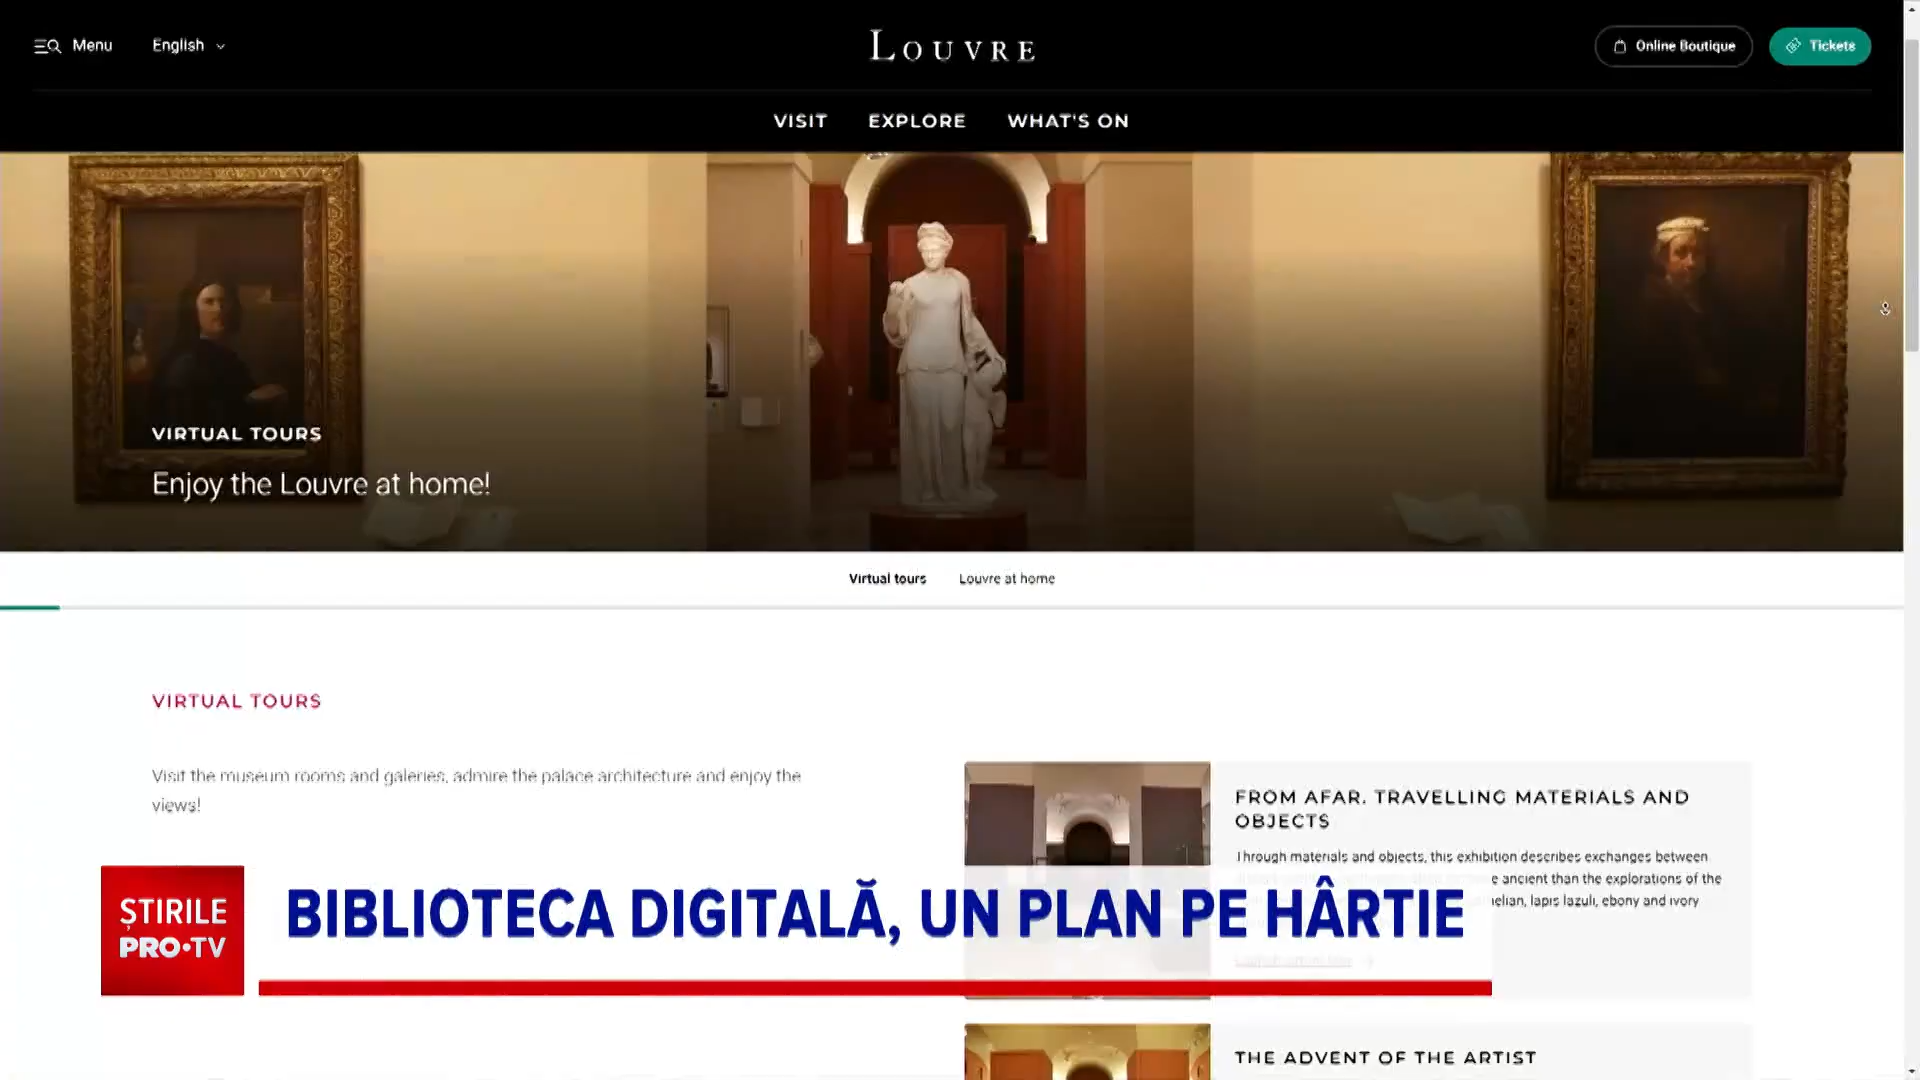 Menu
English
LOUVRE
Online Boutique
Tickets
VISIT
EXPLORE
WHAT'S ON
VIRTUAL TOURS
Enjoy the Louvre at home!
Virtual tours
Louvre at home
VIRTUAL TOURS
Visit the museum rooms and galeries, admire the palace architecture and enjoy the
views!
FROM AFAR. TRAVELLING MATERIALS AND
OBJECTS
Through materials and objects, this exhibition describes exchanges between
ancient than the explorations of the
lapis lazuli, ebony and ivory
ȘTIRILE
PRO•TV
BIBLIOTECA DIGITALĂ, UN PLAN PE HÂRTIE
THE ADVENT OF THE ARTIST